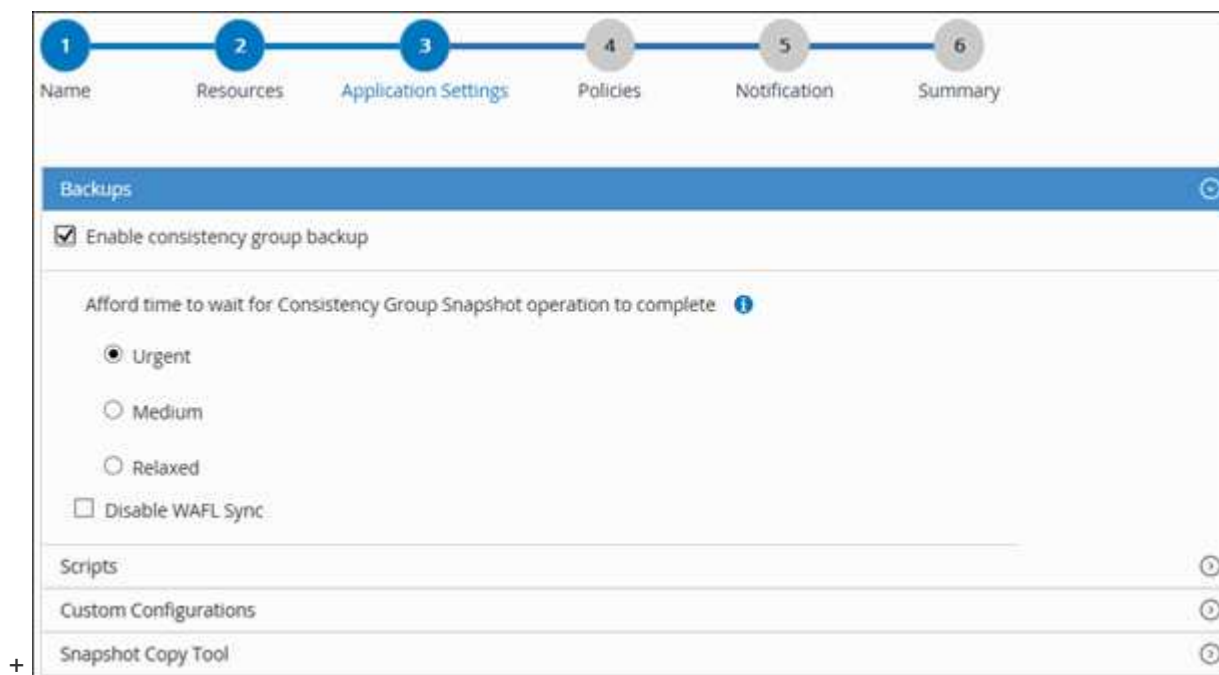 1 2 3 4 5 6
Name Resources Application Settings Policies Notification Summary
Backups
Enable consistency group backup
Afford time to wait for Consistency Group Snapshot operation to complete i
Urgent
Medium
Relaxed
Disable WAFL Sync
Scripts
Custom Configurations
Snapshot Copy Tool
+